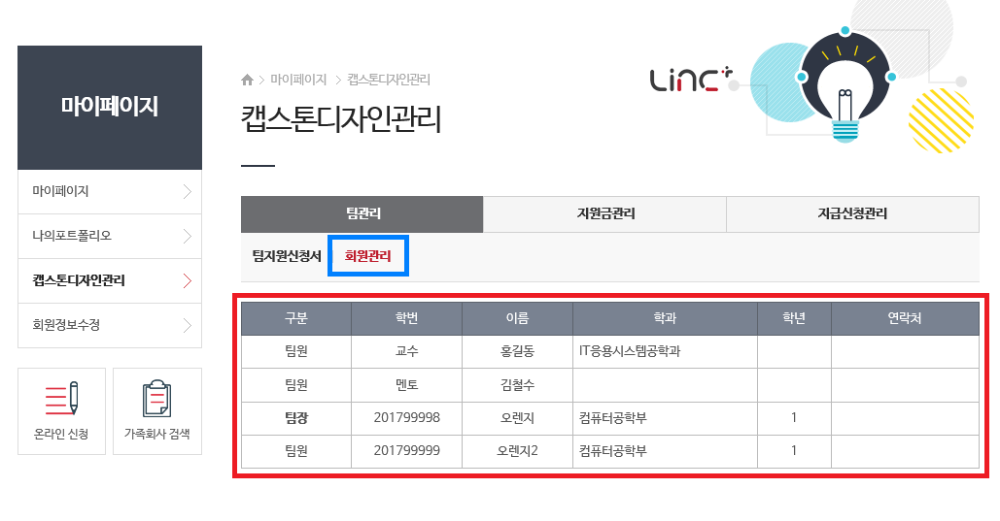 마이페이지
마이페이지
나의포트폴리오
캡스톤디자인관리
회원정보수정
온라인 신청
가족회사 검색
마이페이지 캡스톤디자인관리
캡스톤디자인관리
LINC+
팀관리 지원금관리 지급신청관리
팀지원신청서 회원관리
구분 학번 이름 학과 학년 연락처
팀원 교수 홍길동 IT응용시스템공학과
팀원 멘토 김철수
팀장 201799998 오렌지 컴퓨터공학부 1
팀원 201799999 오렌지2 컴퓨터공학부 1